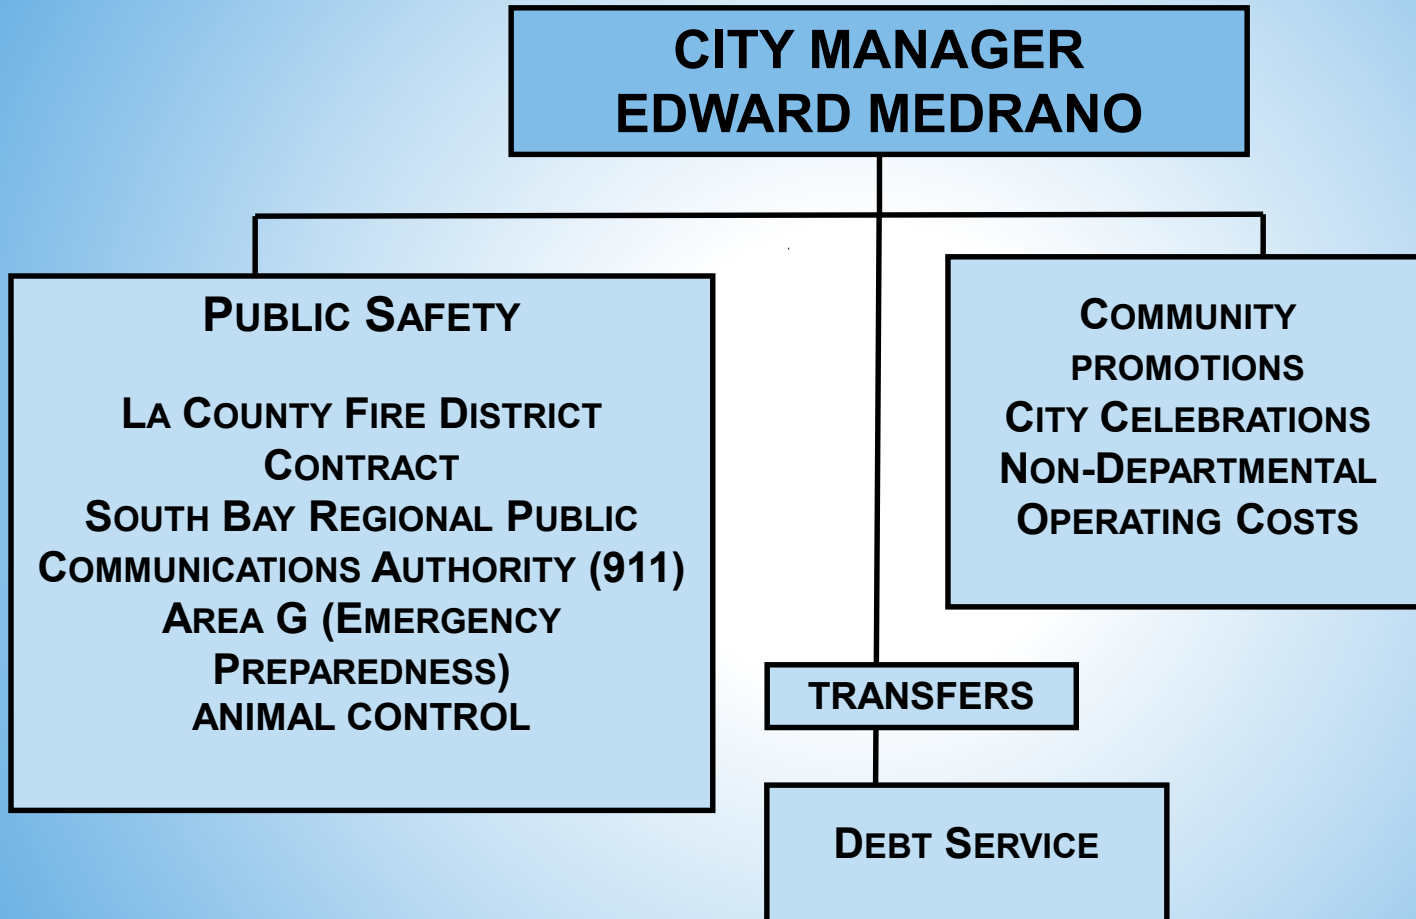 CITY MANAGER
EDWARD MEDRANO
PUBLIC SAFETY
LA COUNTY FIRE DISTRICT
CONTRACT
SOUTH BAY REGIONAL PUBLIC
COMMUNICATIONS AUTHORITY (911)
AREA G (EMERGENCY
PREPAREDNESS)
ANIMAL CONTROL
COMMUNITY
PROMOTIONS
CITY CELEBRATIONS
NON-DEPARTMENTAL
OPERATING COSTS
TRANSFERS
DEBT SERVICE